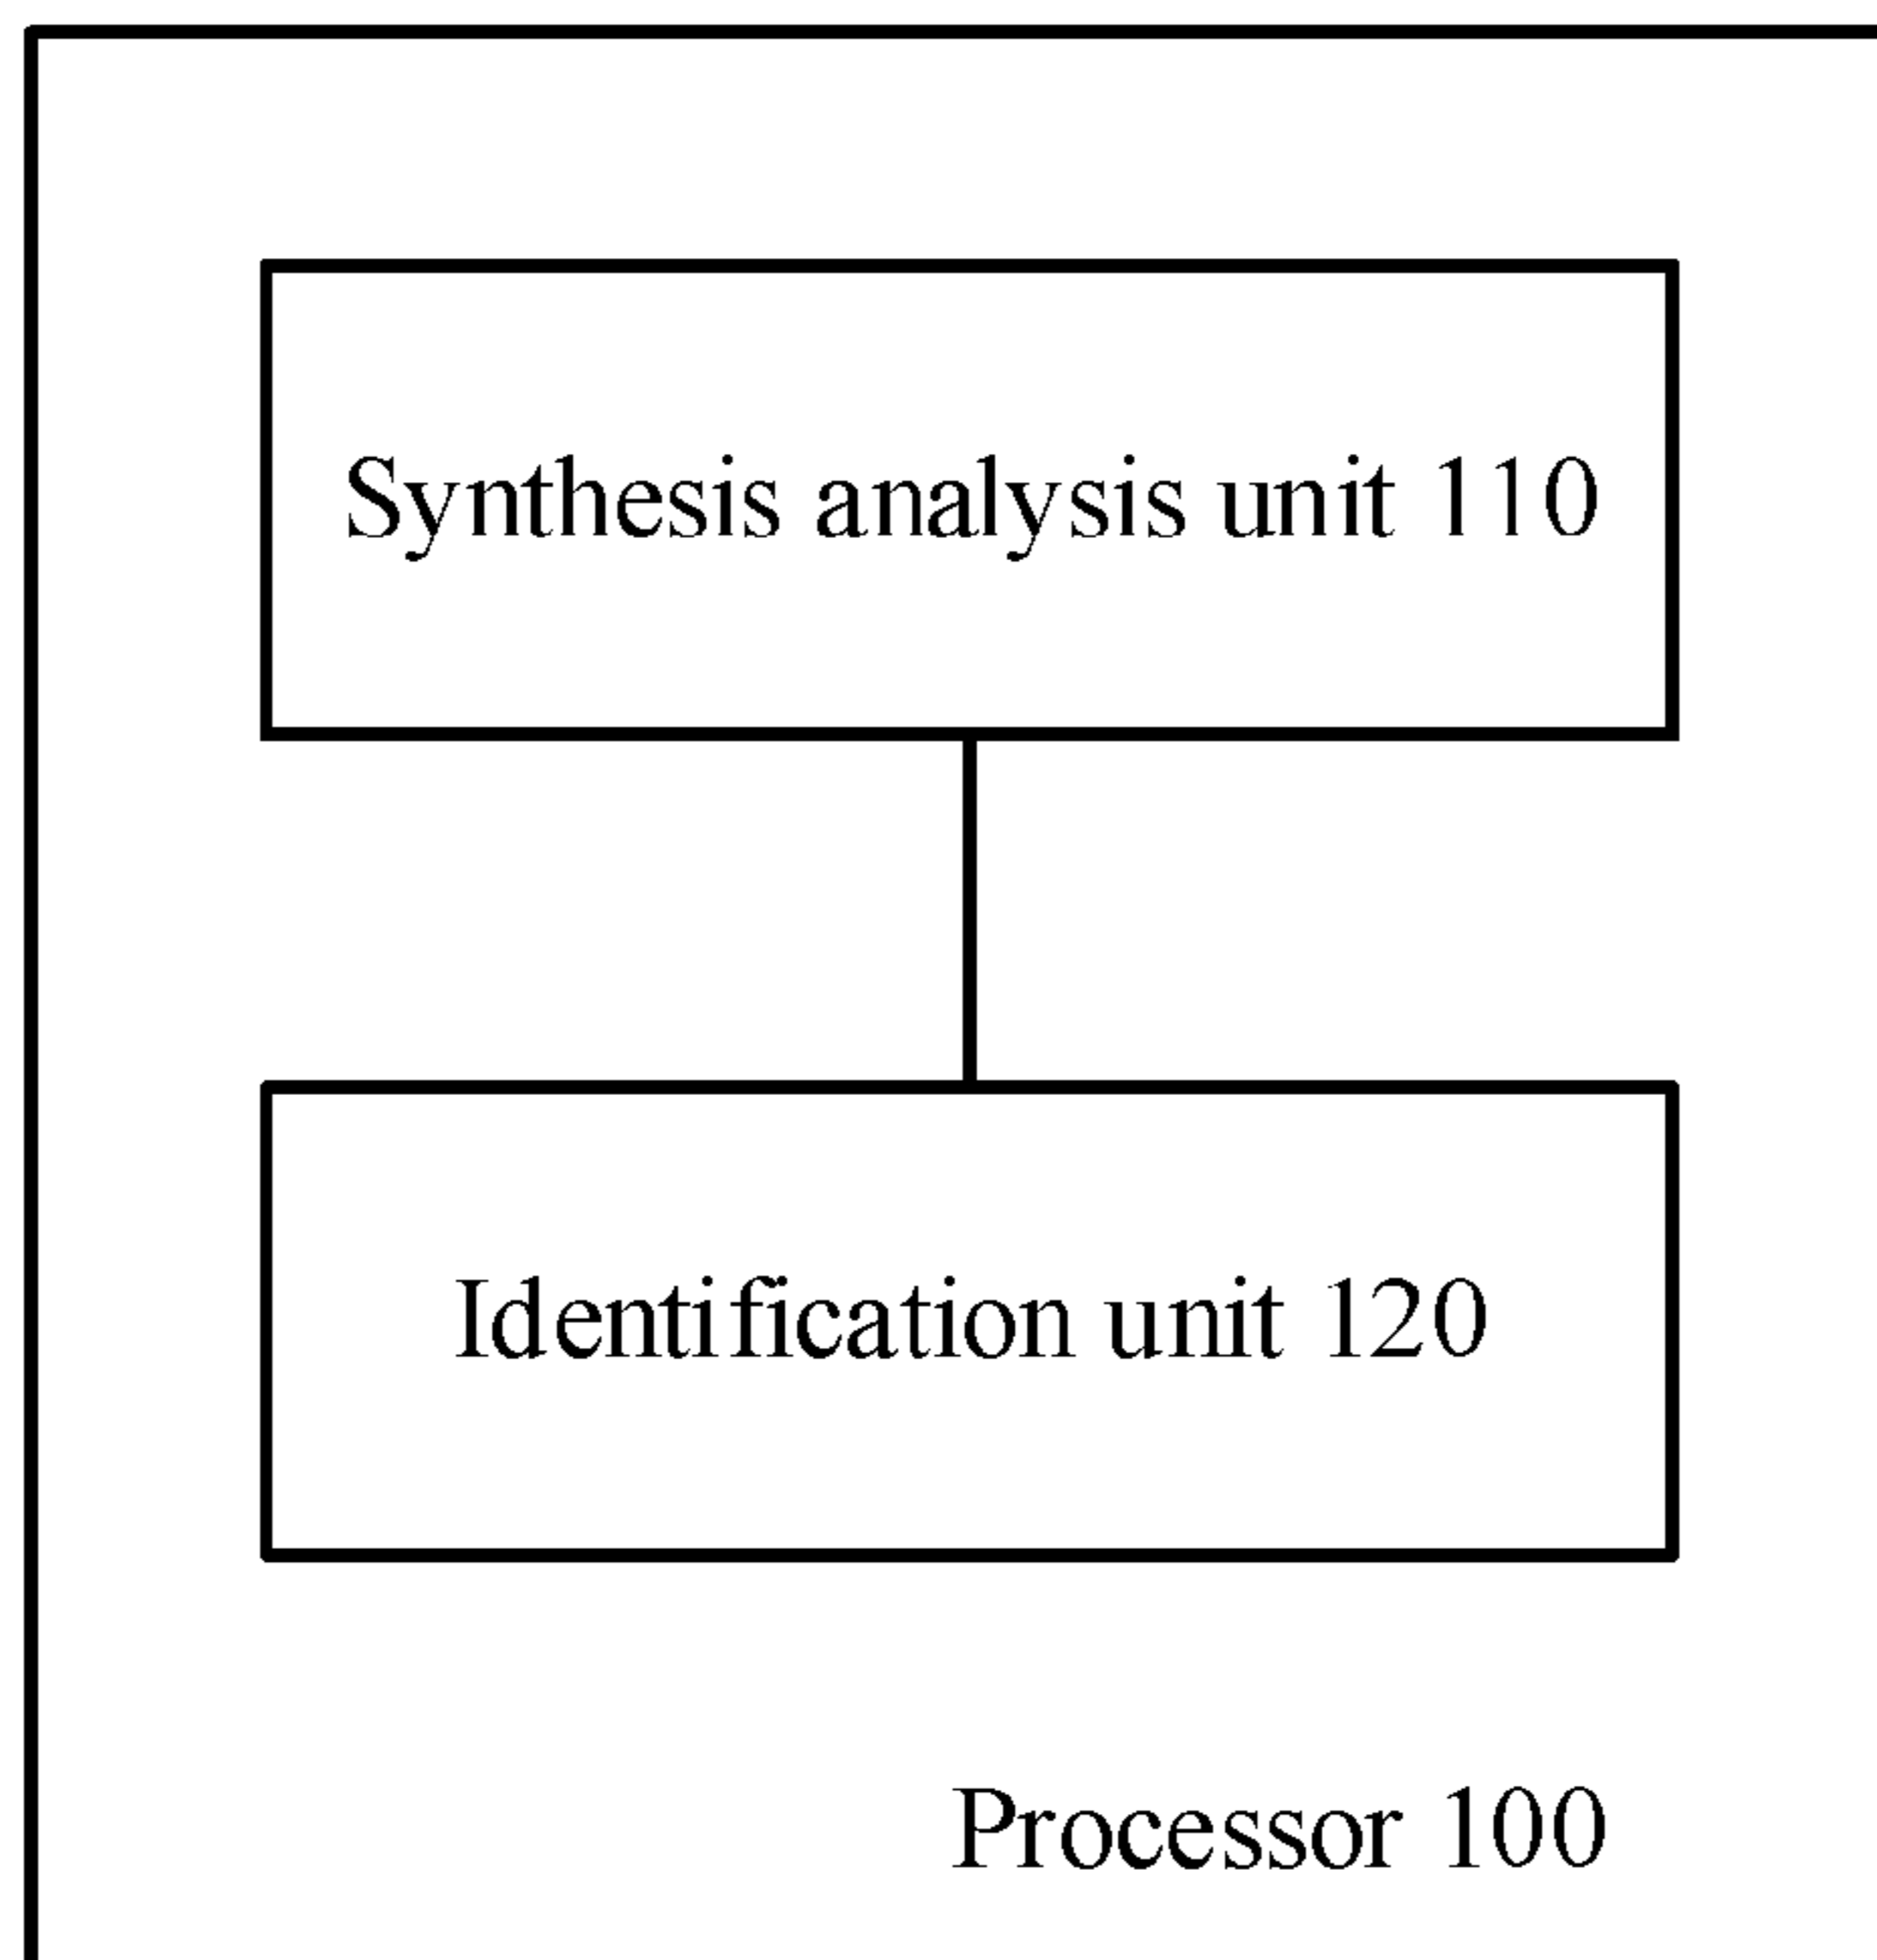 Synthesis analysis unit 110
Identification unit 120
Processor 100